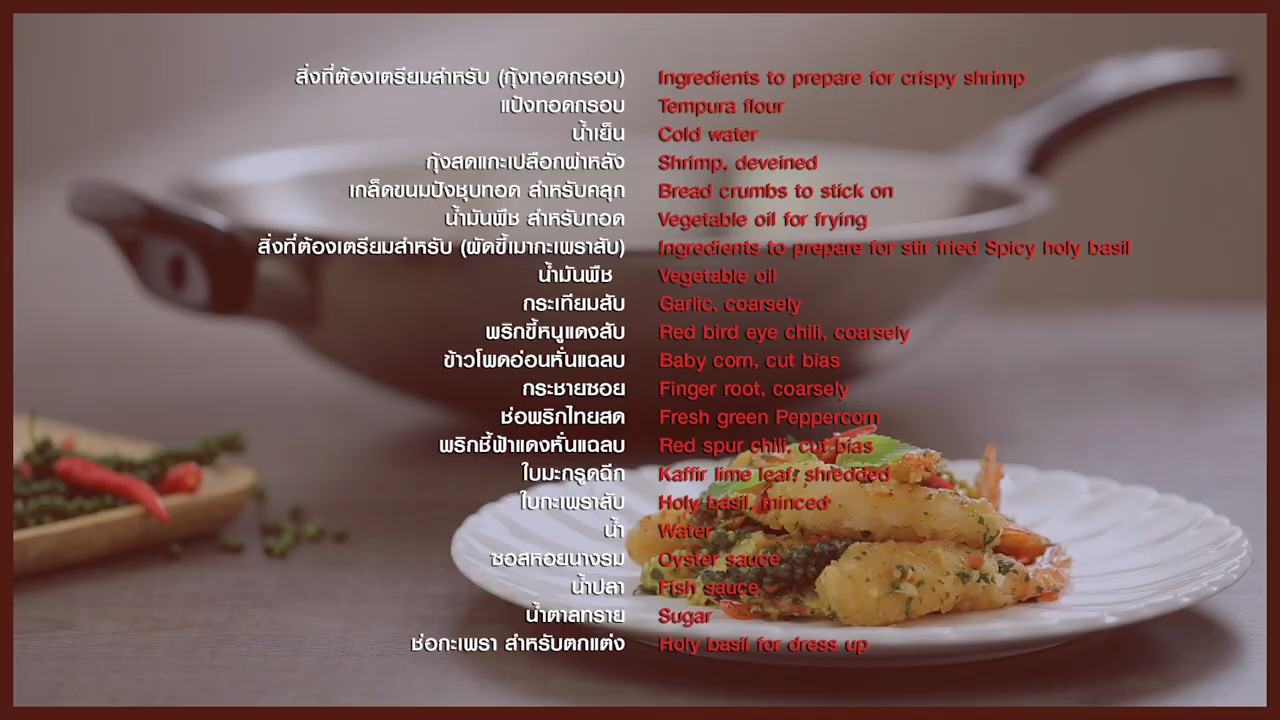 สิ่งที่ต้องเตรียมสำหรับ (กุ้งทอดกรอบ) Ingredients to prepare for crispy shrimp
แป้งทอดกรอบ Tempura flour
น้ำเย็น Cold water
กุ้งสดแกะเปลือกผ่าหลัง Shrimp, deveined
เกล็ดขนมปังชุบทอด สำหรับคลุก Bread crumbs to stick on
น้ำมันพืช สำหรับทอด Vegetable oil for frying
สิ่งที่ต้องเตรียมสำหรับ (ผัดขี้เมากะเพราสับ) Ingredients to prepare for stir fried Spicy holy basil
น้ำมันพืช Vegetable oil
กระเทียมสับ Garlic, coarsely
พริกขี้หนูแดงสับ Red bird eye chili, coarsely
ข้าวโพดอ่อนหั่นแฉลบ Baby corn, cut bias
กระชายซอย Finger root, coarsely
ช่อพริกไทยสด Fresh green Peppercorn
พริกชี้ฟ้าแดงหั่นแฉลบ Red spur chili, cut bias
ใบมะกรูดฉีก Kaffir lime leaf, shredded
ใบกะเพราสับ Holy basil, minced
น้ำ Water
ซอสหอยนางรม Oyster sauce
น้ำปลา Fish sauce
น้ำตาลทราย Sugar
ช่อกะเพรา สำหรับตกแต่ง Holy basil for dress up